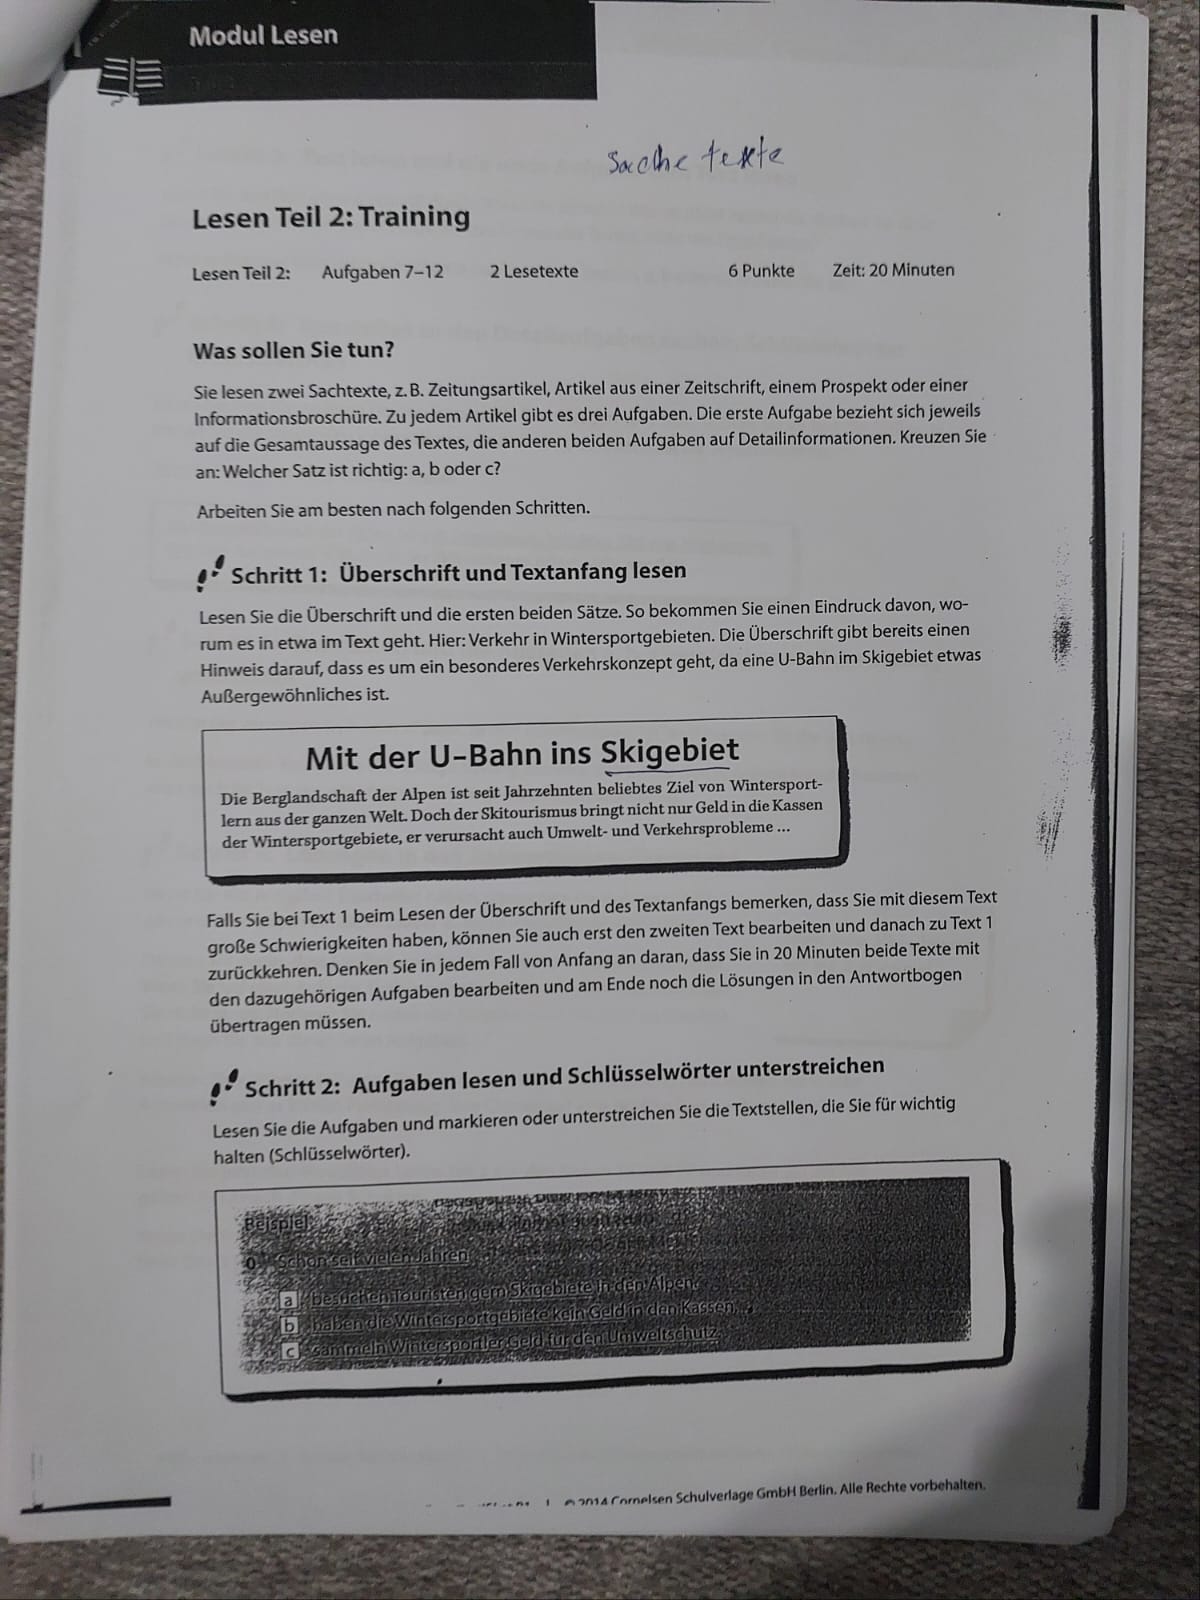 Modul Lesen
Sache texte
Lesen Teil 2: Training
Lesen Teil 2: Aufgaben 7–12 2 Lesetexte 6 Punkte Zeit: 20 Minuten
Was sollen Sie tun?
Sie lesen zwei Sachtexte, z. B. Zeitungsartikel, Artikel aus einer Zeitschrift, einem Prospekt oder einer
Informationsbroschüre. Zu jedem Artikel gibt es drei Aufgaben. Die erste Aufgabe bezieht sich jeweils
auf die Gesamtaussage des Textes, die anderen beiden Aufgaben auf Detailinformationen. Kreuzen Sie
an: Welcher Satz ist richtig: a, b oder c?
Arbeiten Sie am besten nach folgenden Schritten.
Schritt 1: Überschrift und Textanfang lesen
Lesen Sie die Überschrift und die ersten beiden Sätze. So bekommen Sie einen Eindruck davon, wo-
rum es in etwa im Text geht. Hier: Verkehr in Wintersportgebieten. Die Überschrift gibt bereits einen
Hinweis darauf, dass es um ein besonderes Verkehrskonzept geht, da eine U-Bahn im Skigebiet etwas
Außergewöhnliches ist.
Mit der U-Bahn ins Skigebiet
Die Berglandschaft der Alpen ist seit Jahrzehnten beliebtes Ziel von Wintersport-
lern aus der ganzen Welt. Doch der Skitourismus bringt nicht nur Geld in die Kassen
der Wintersportgebiete, er verursacht auch Umwelt- und Verkehrsprobleme ...
Falls Sie bei Text 1 beim Lesen der Überschrift und des Textanfangs bemerken, dass Sie mit diesem Text
große Schwierigkeiten haben, können Sie auch erst den zweiten Text bearbeiten und danach zu Text 1
zurückkehren. Denken Sie in jedem Fall von Anfang an daran, dass Sie in 20 Minuten beide Texte mit
den dazugehörigen Aufgaben bearbeiten und am Ende noch die Lösungen in den Antwortbogen
übertragen müssen.
Schritt 2: Aufgaben lesen und Schlüsselwörter unterstreichen
Lesen Sie die Aufgaben und markieren oder unterstreichen Sie die Textstellen, die Sie für wichtig
halten (Schlüsselwörter).
Beispiel:
0 Schon seit vielen Jahren
a besuchen Touristen gern Skigebiete in den Alpen.
b haben die Wintersportgebiete kein Geld in den Kassen.
c sammeln Wintersportler Geld für den Umweltschutz.
© 2014 Cornelsen Schulverlage GmbH Berlin. Alle Rechte vorbehalten.